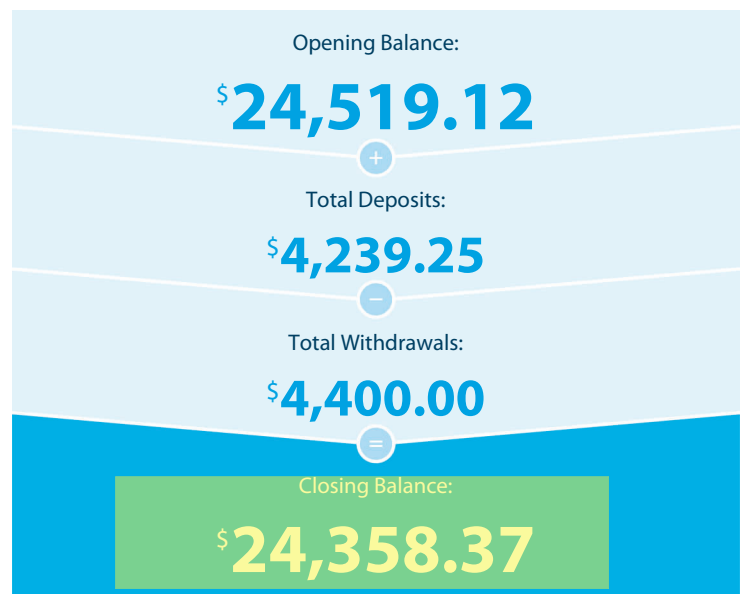 Opening Balance:
$24,519.12
+
Total Deposits:
$4,239.25
−
Total Withdrawals:
$4,400.00
=
Closing Balance:
$24,358.37